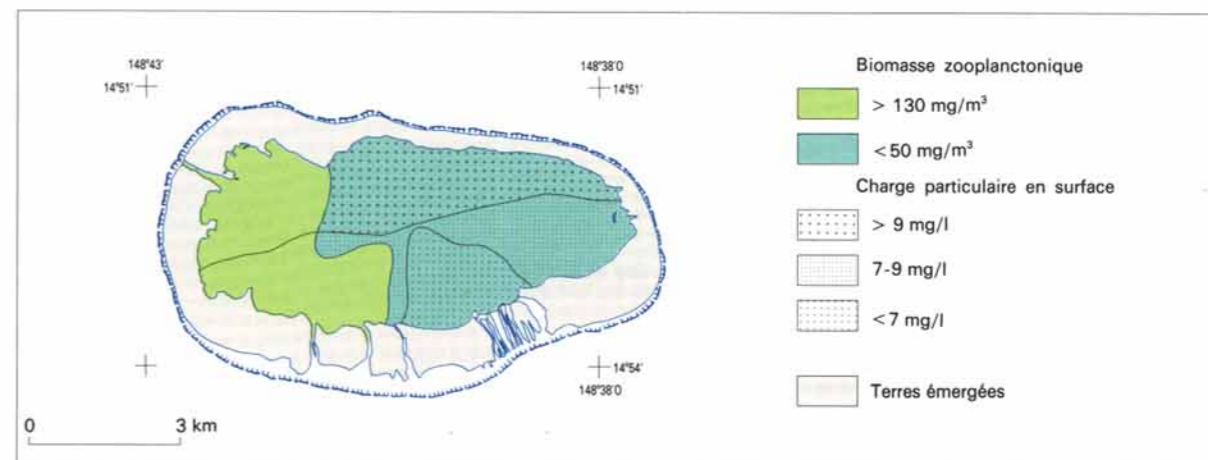 148°43'
14°51'
148°38'0
14°51'
14°54'
148°38'0
0 3 km
Biomasse zooplanctonique
> 130 mg/m³
<50 mg/m³
Charge particulaire en surface
> 9 mg/l
7-9 mg/l
<7 mg/l
Terres émergées